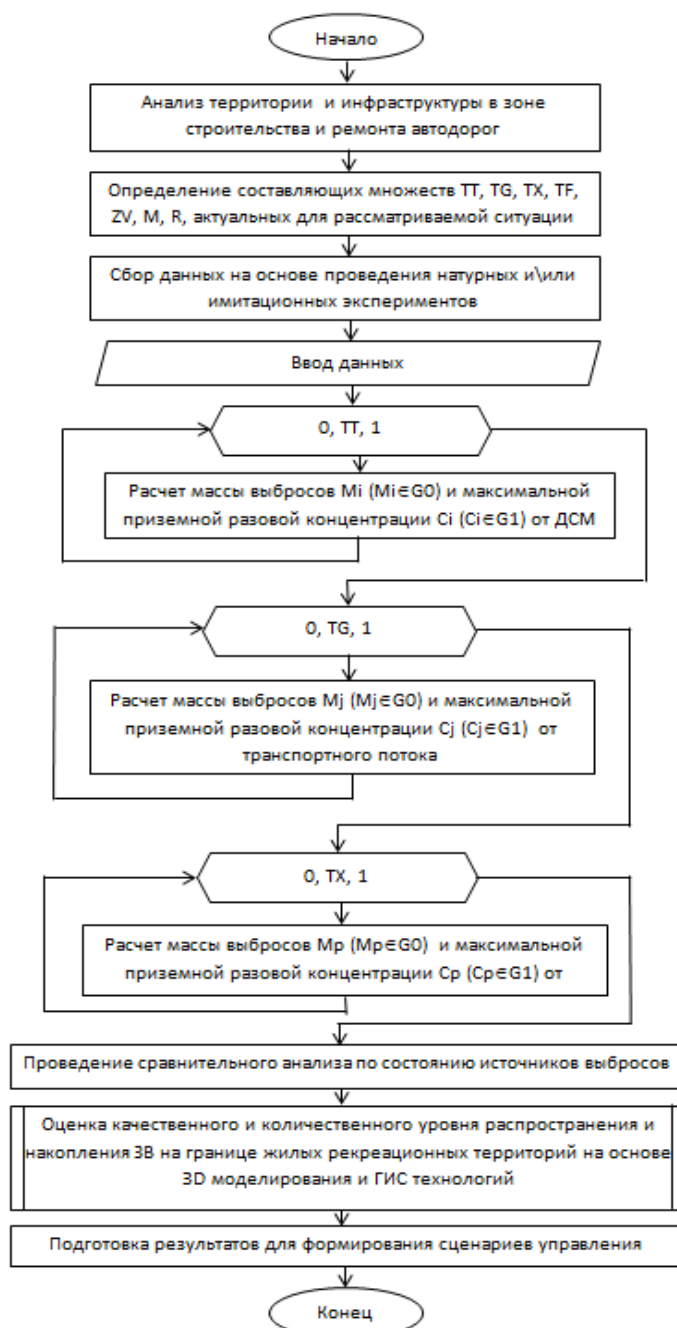 Начало
Анализ территории и инфраструктуры в зоне
строительства и ремонта автодорог
Определение составляющих множеств TT, TG, TX, TF,
ZV, M, R, актуальных для рассматриваемой ситуации
Сбор данных на основе проведения натурных и\или
имитационных экспериментов
Ввод данных
0, TT, 1
Расчет массы выбросов Mi (Mi∈G0) и максимальной
приземной разовой концентрации Ci (Ci∈G1) от ДСМ
0, TG, 1
Расчет массы выбросов Mj (Mj∈G0) и максимальной
приземной разовой концентрации Cj (Cj∈G1) от
транспортного потока
0, TX, 1
Расчет массы выбросов Mp (Mp∈G0) и максимальной
приземной разовой концентрации Cp (Cp∈G1) от
Проведение сравнительного анализа по состоянию источников выбросов
Оценка качественного и количественного уровня распространения и
накопления ЗВ на границе жилых рекреационных территорий на основе
3D моделирования и ГИС технологий
Подготовка результатов для формирования сценариев управления
Конец